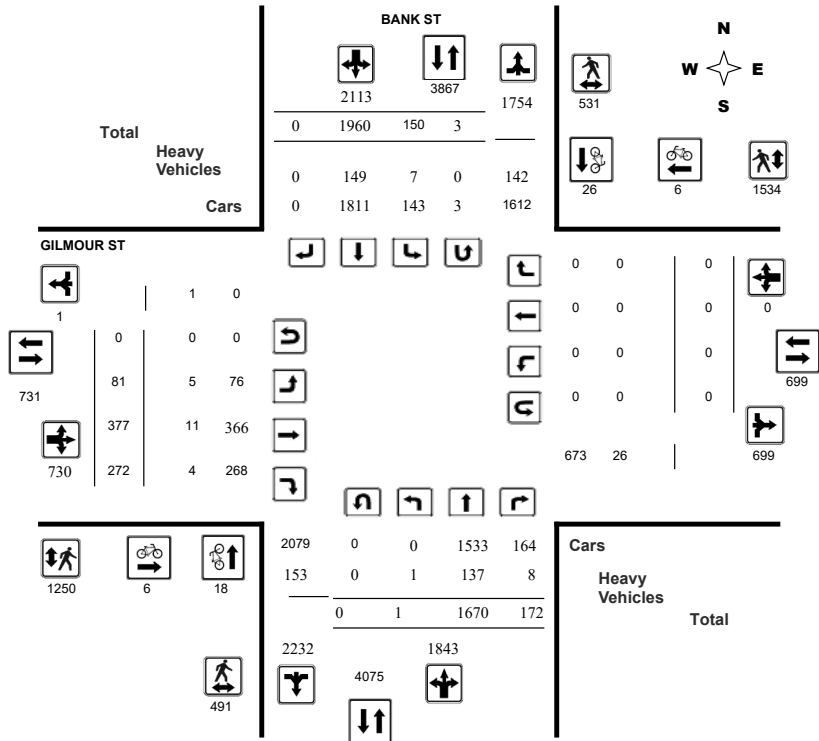 BANK ST
N
W E
S
2113 3867 1754 531
Total 0 1960 150 3
Heavy
Vehicles 0 149 7 0 142
Cars 0 1811 143 3 1612
26 6 1534
GILMOUR ST
1 1 0
0 0 0
81 5 76
377 11 366
272 4 268
731
730
0 0 0
0 0 0 0
0 0 0
0 0 0
699
673 26 699
2079 0 0 1533 164
153 0 1 137 8
0 1 1670 172
2232 1843
4075
Cars
Heavy
Vehicles
Total
1250 6 18
491